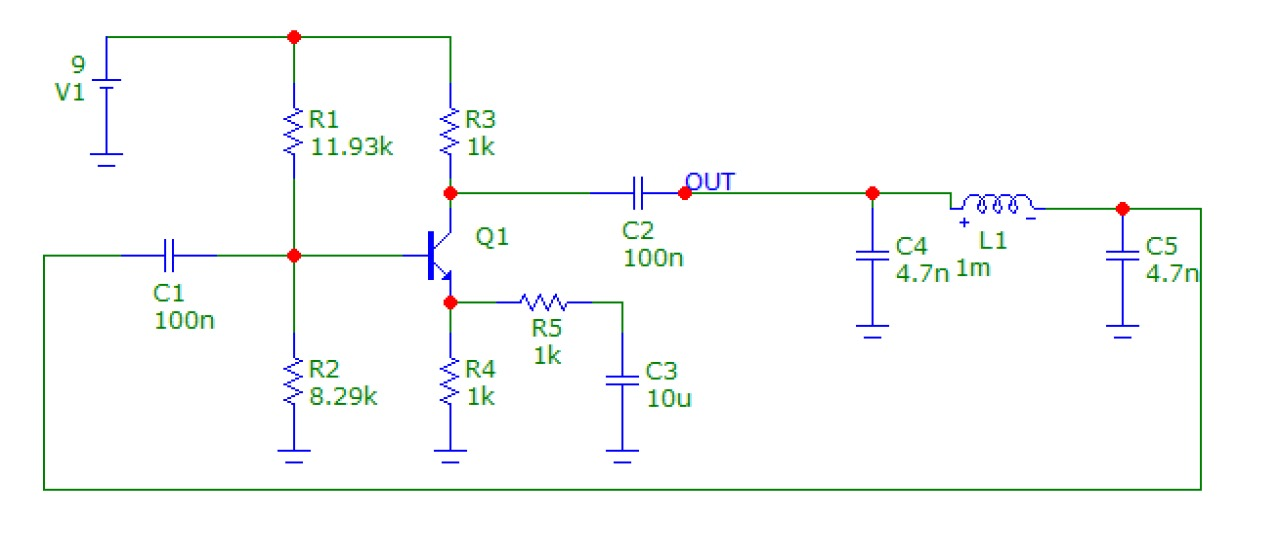 9
V1
R1
11.93k
R3
1k
OUT
C2
100n
Q1
C4
4.7n
+
-
L1
1m
C5
4.7n
C1
100n
R5
1k
R2
8.29k
R4
1k
C3
10u